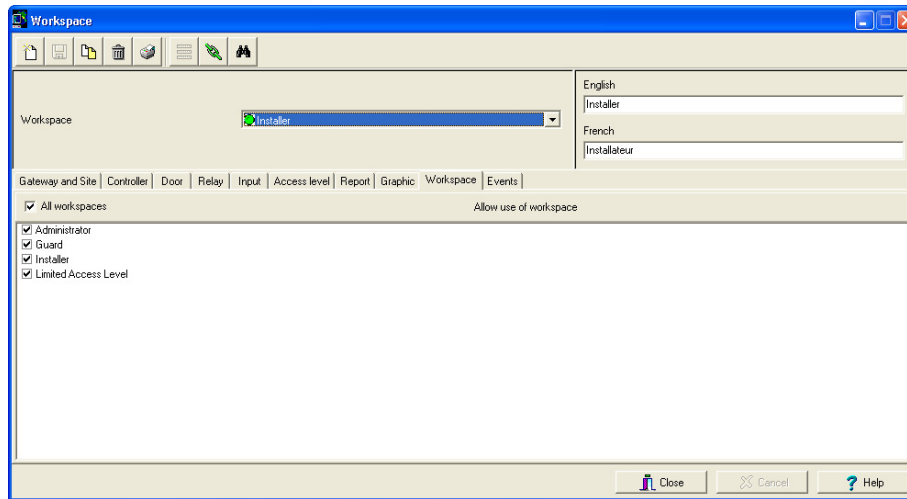 Workspace
English
Installer
Workspace
Installer
French
Installateur
Gateway and Site Controller Door Relay Input Access level Report Graphic Workspace Events
All workspaces Allow use of workspace
Administrator
Guard
Installer
Limited Access Level
Close Cancel Help